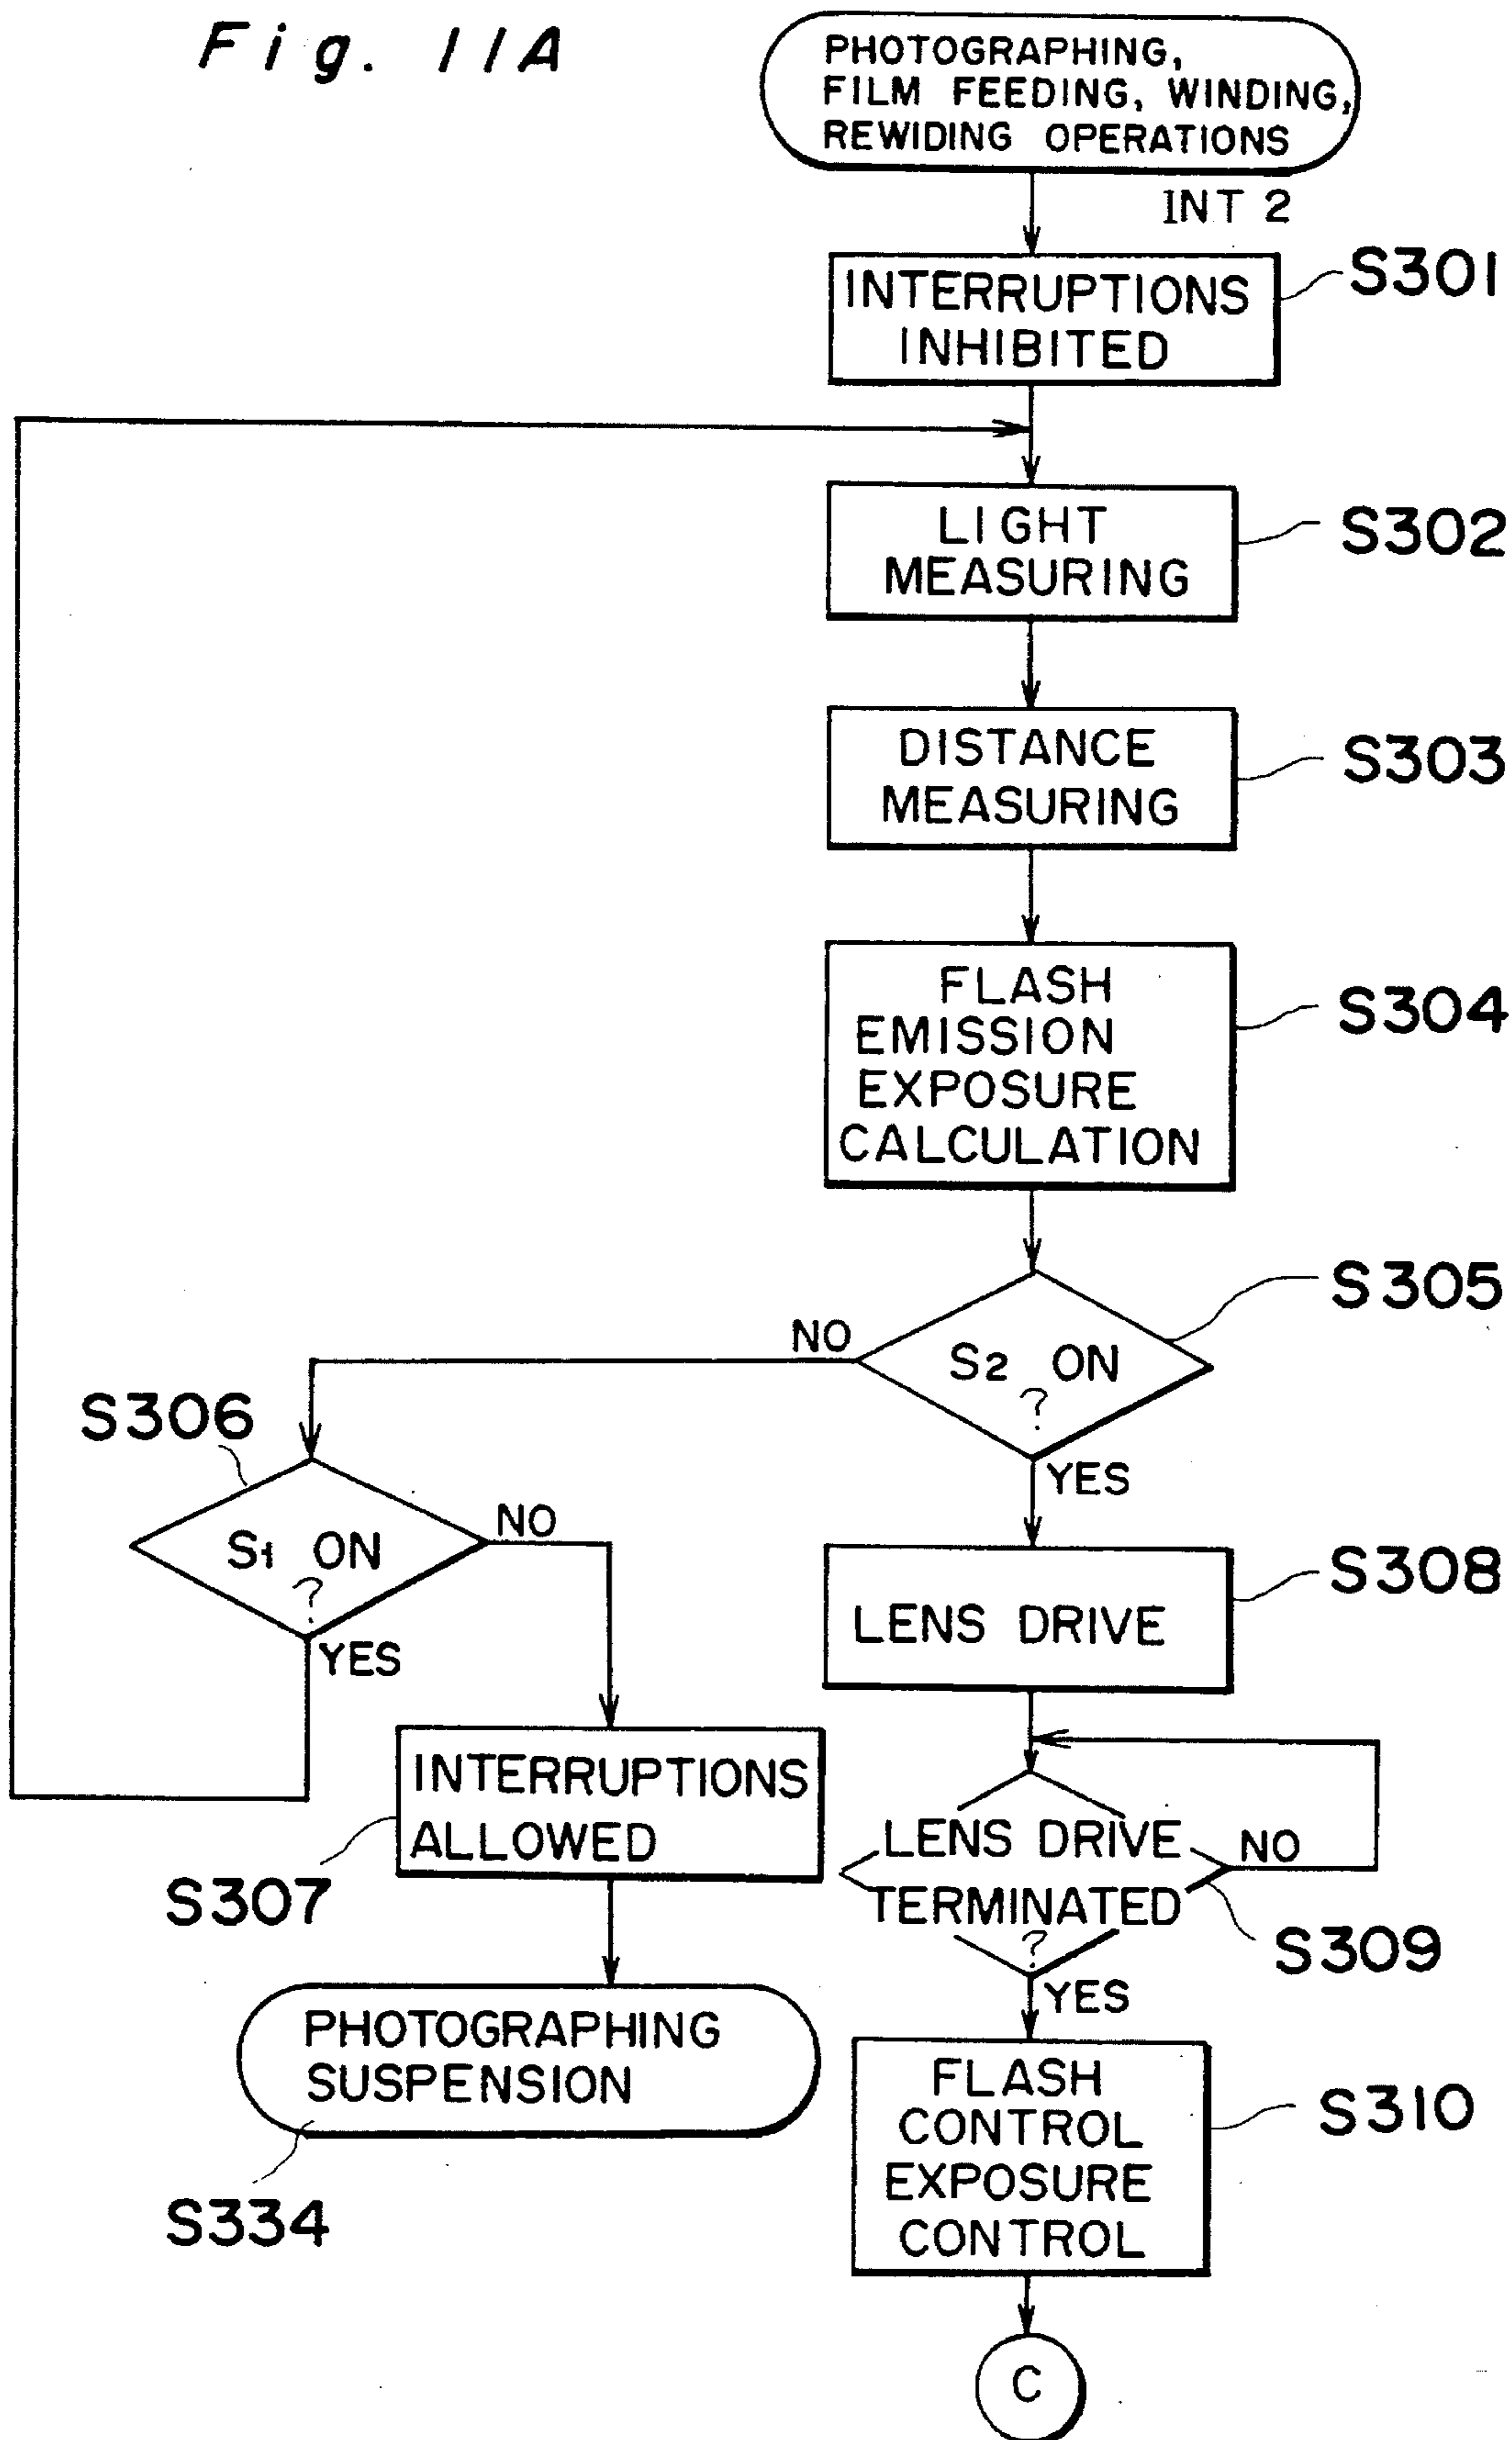 Fig. 11A
PHOTOGRAPHING,
FILM FEEDING, WINDING,
REWIDING OPERATIONS
INT 2
INTERRUPTIONS
INHIBITED
S301
LIGHT
MEASURING
S302
DISTANCE
MEASURING
S303
FLASH
EMISSION
EXPOSURE
CALCULATION
S304
S2 ON
?
S305
NO
YES
S306
S1 ON
?
NO
YES
LENS DRIVE
S308
INTERRUPTIONS
ALLOWED
S307
LENS DRIVE
TERMINATED
?
NO
S309
YES
PHOTOGRAPHING
SUSPENSION
S334
FLASH
CONTROL
EXPOSURE
CONTROL
S310
C